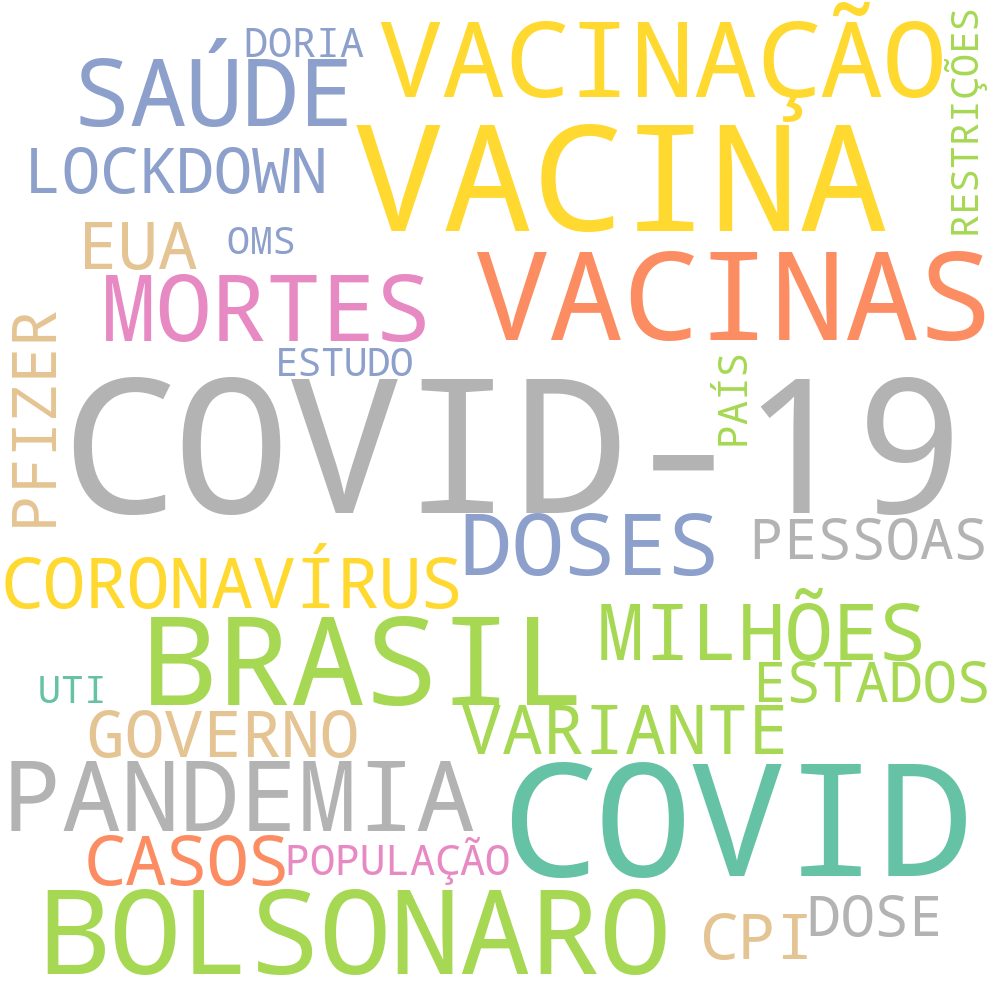 DORIA
VACINAÇÃO
RESTRIÇÕES
SAÚDE
LOCKDOWN
VACINA
EUA
OMS
MORTES
VACINAS
PFIZER
ESTUDO
PAÍS
COVID-19
DOSES
PESSOAS
CORONAVÍRUS
BRASIL
MILHÕES
ESTADOS
UTI
GOVERNO
VARIANTE
PANDEMIA
COVID
CASOS
POPULAÇÃO
BOLSONARO
CPI
DOSE